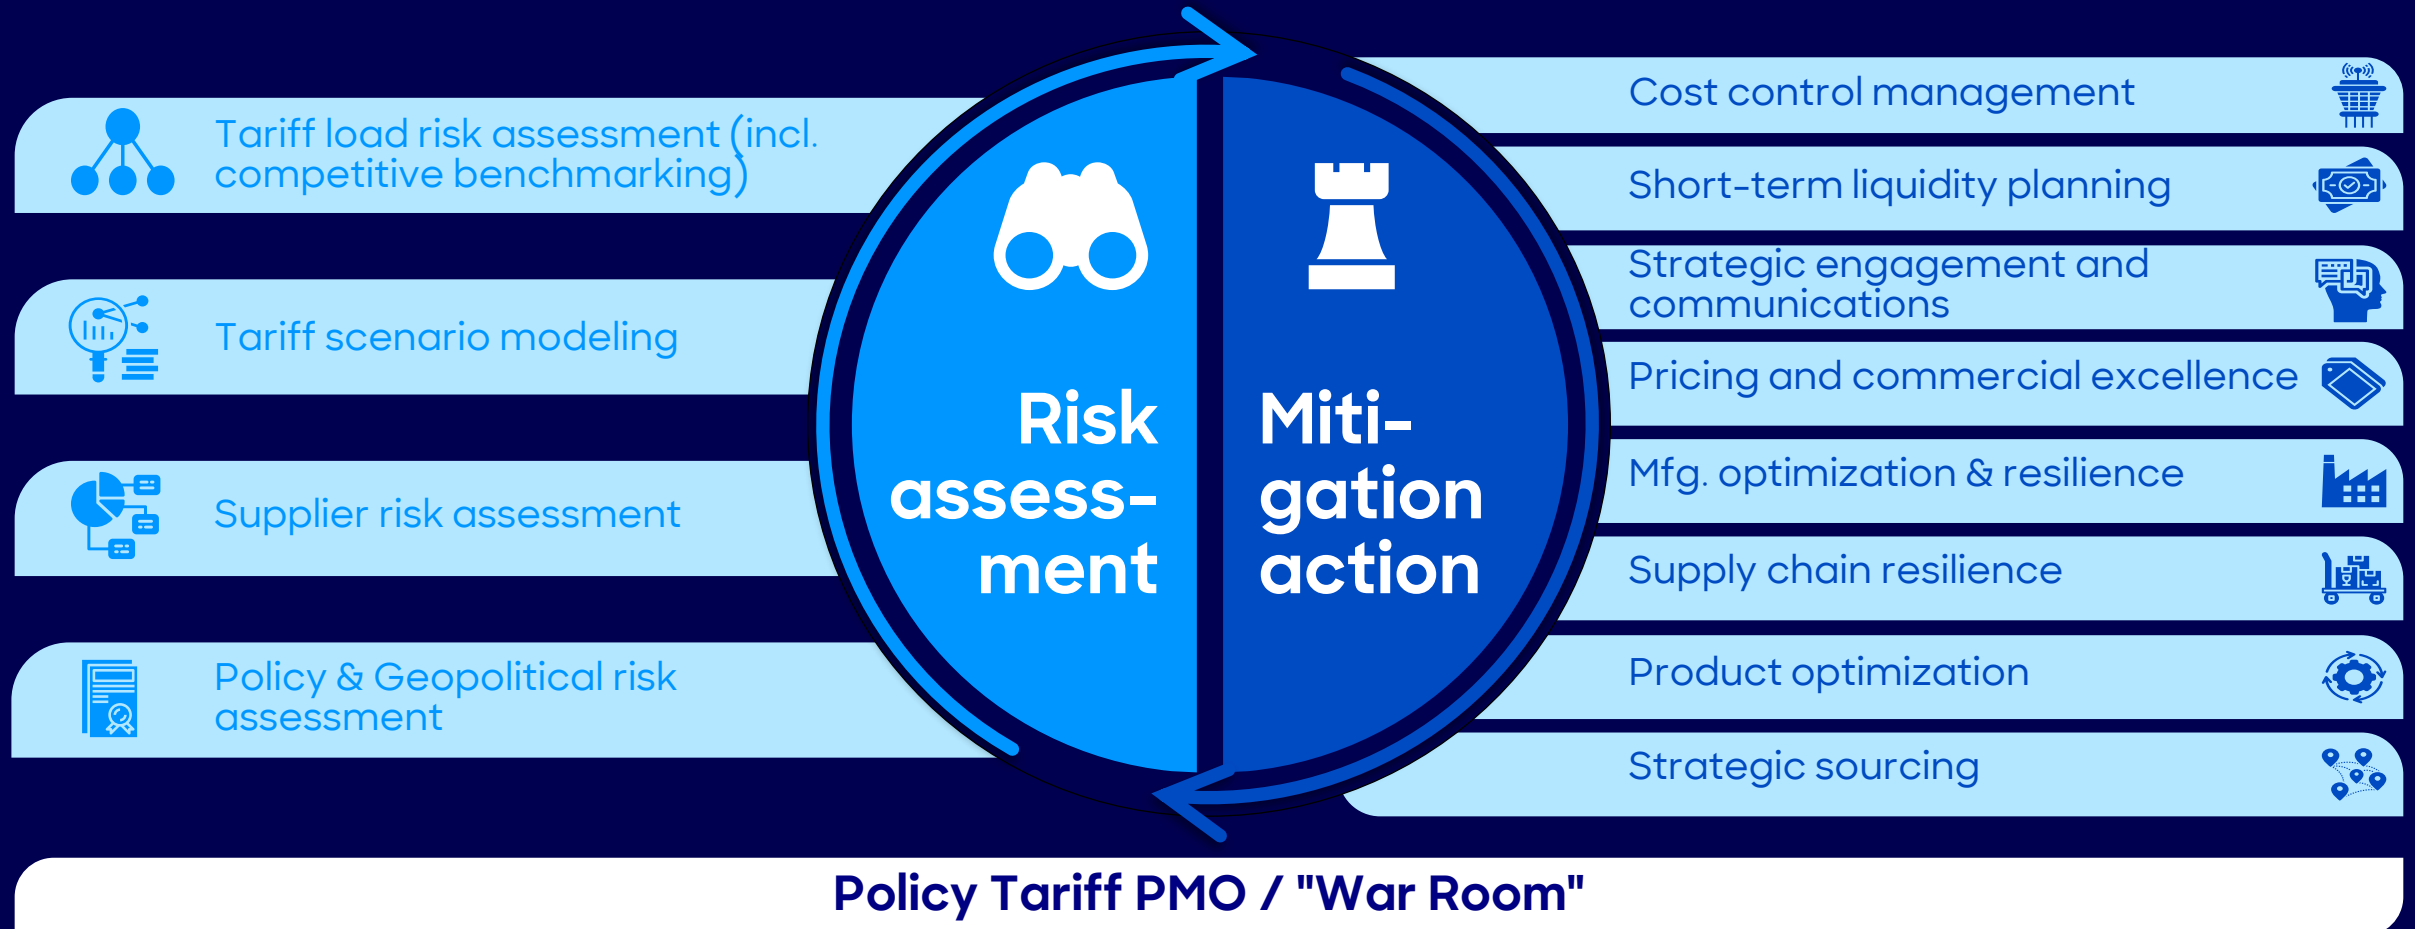 Tariff load risk assessment (incl.
competitive benchmarking)
Tariff scenario modeling
Supplier risk assessment
Policy & Geopolitical risk
assessment
Risk
assess-
ment
Miti-
gation
action
Cost control management
Short-term liquidity planning
Strategic engagement and
communications
Pricing and commercial excellence
Mfg. optimization & resilience
Supply chain resilience
Product optimization
Strategic sourcing
Policy Tariff PMO / "War Room"